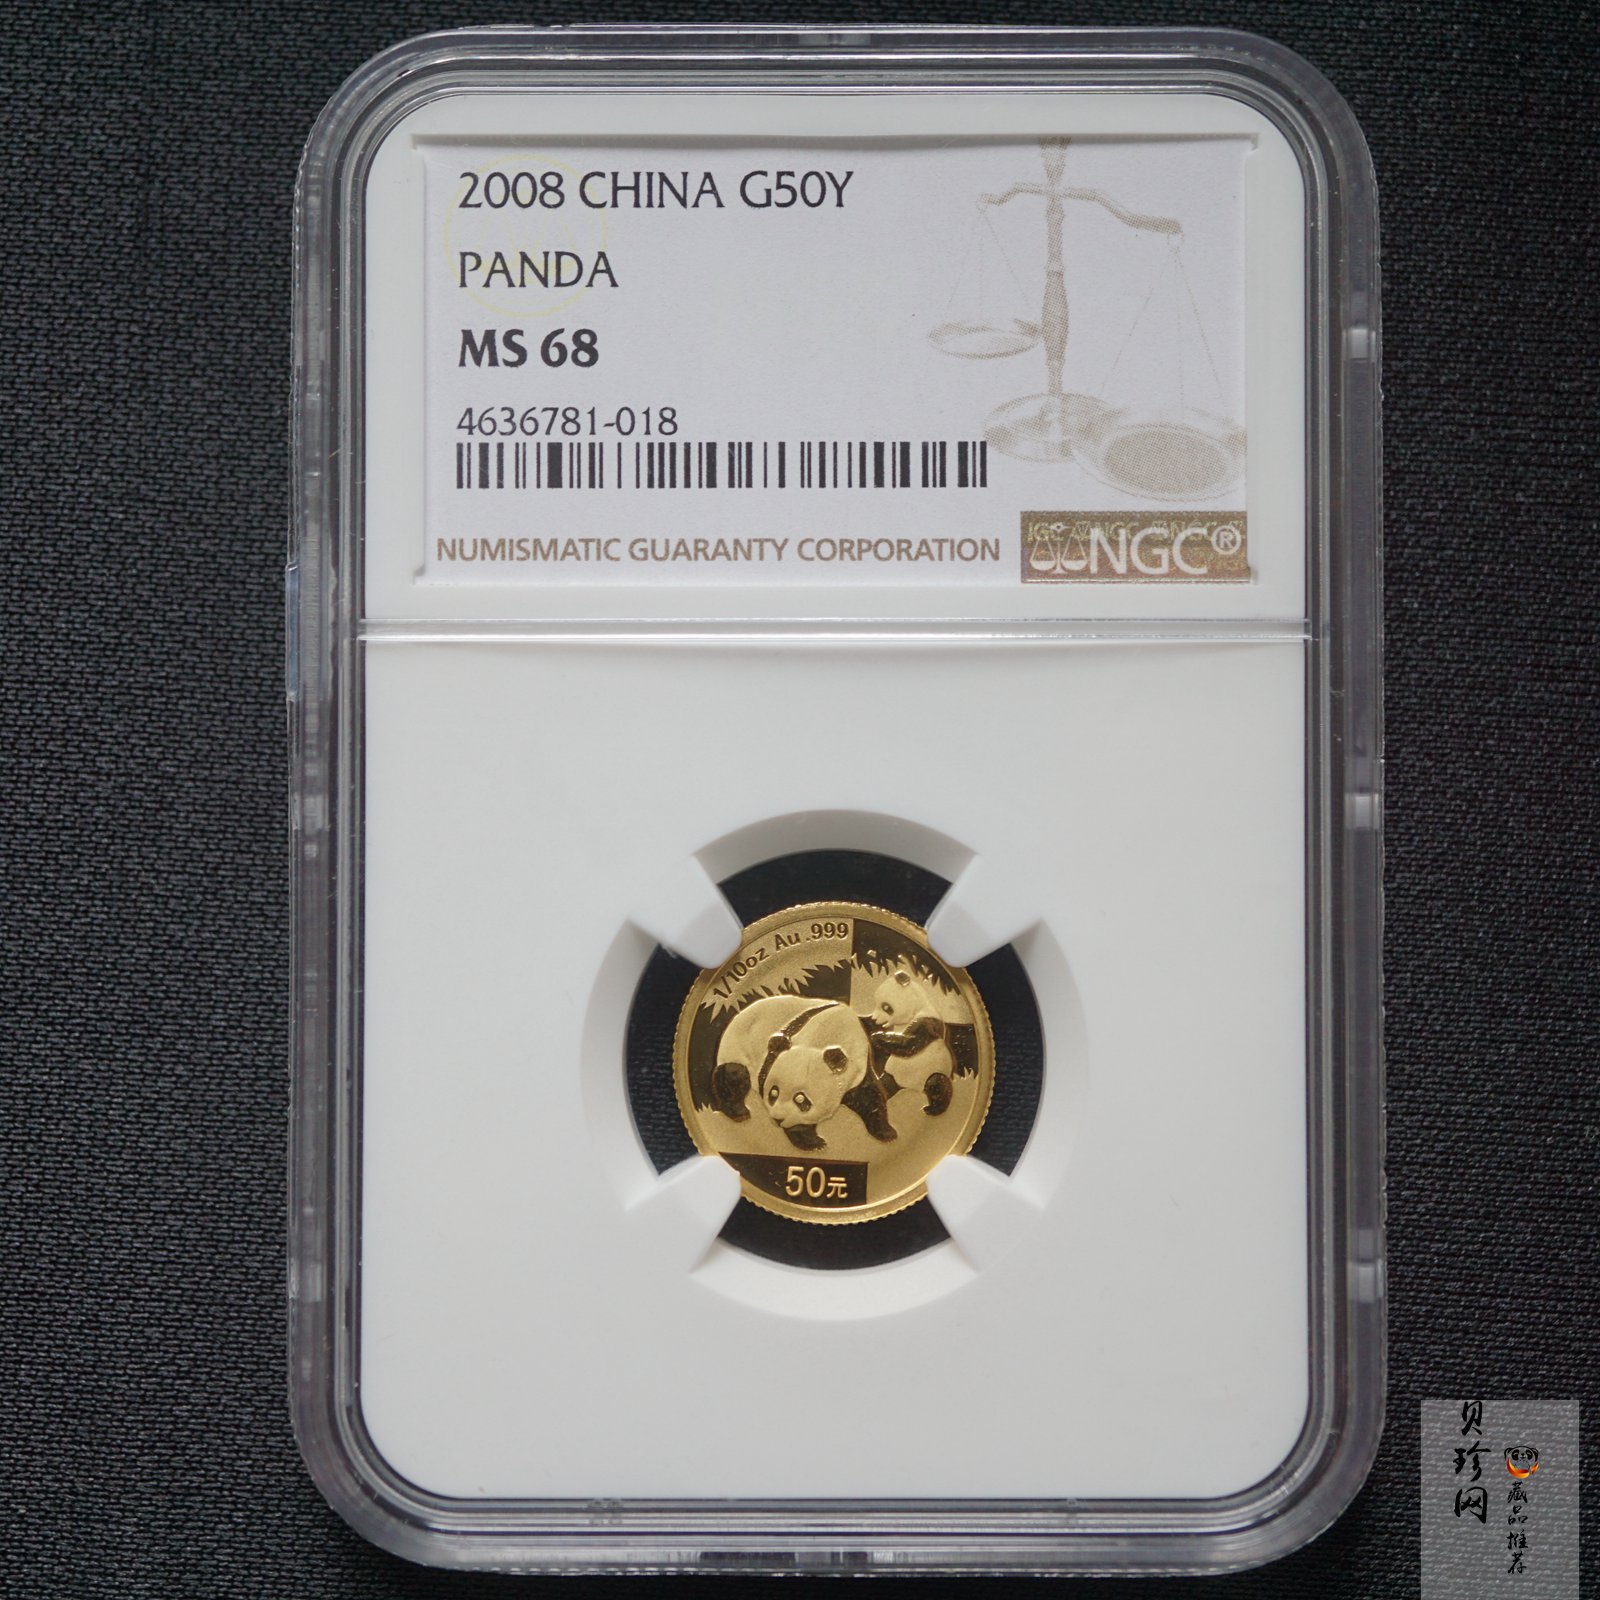 2008 CHINA G50Y
PANDA
MS 68
4636781-018
NUMISMATIC GUARANTY CORPORATION
NGC®
1/10oz Au .999
50元
贝珍网
藏品推荐